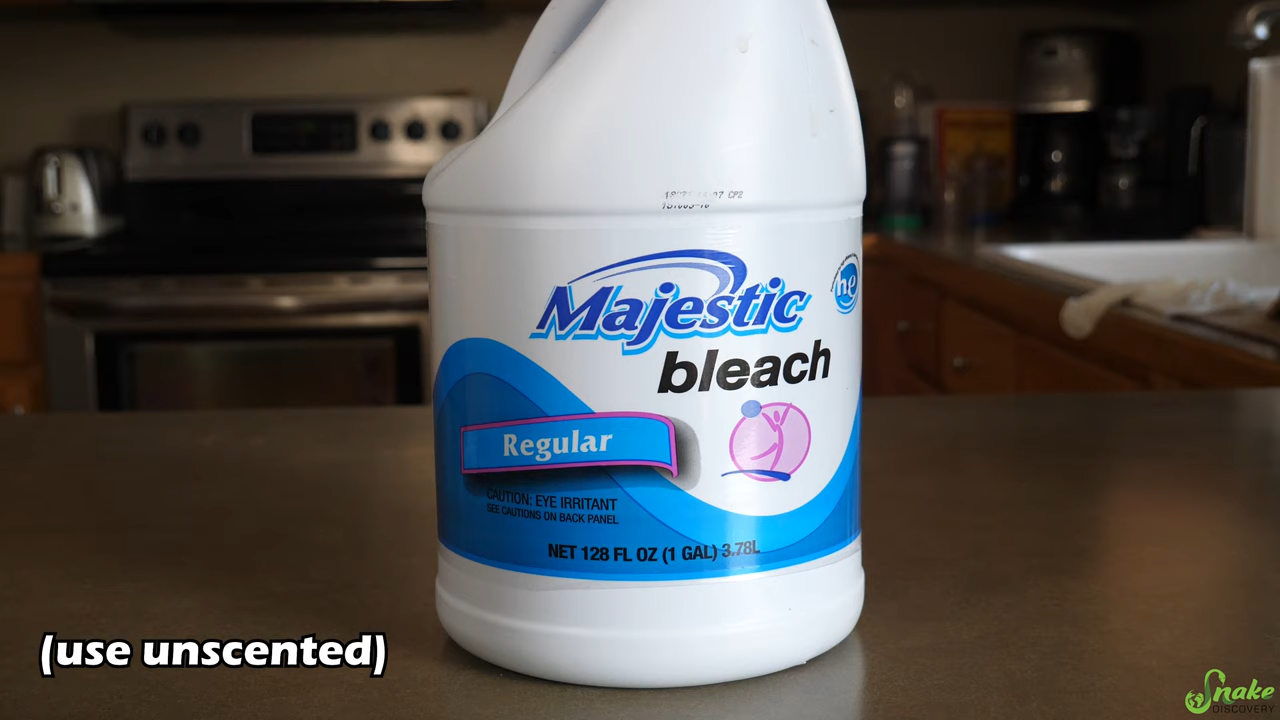 CP2
he
Majestic
bleach
Regular
CAUTION: EYE IRRITANT
SEE CAUTIONS ON BACK PANEL
NET 128 FL OZ (1 GAL) 3.78L
(use unscented)
Snake
DISCOVERY